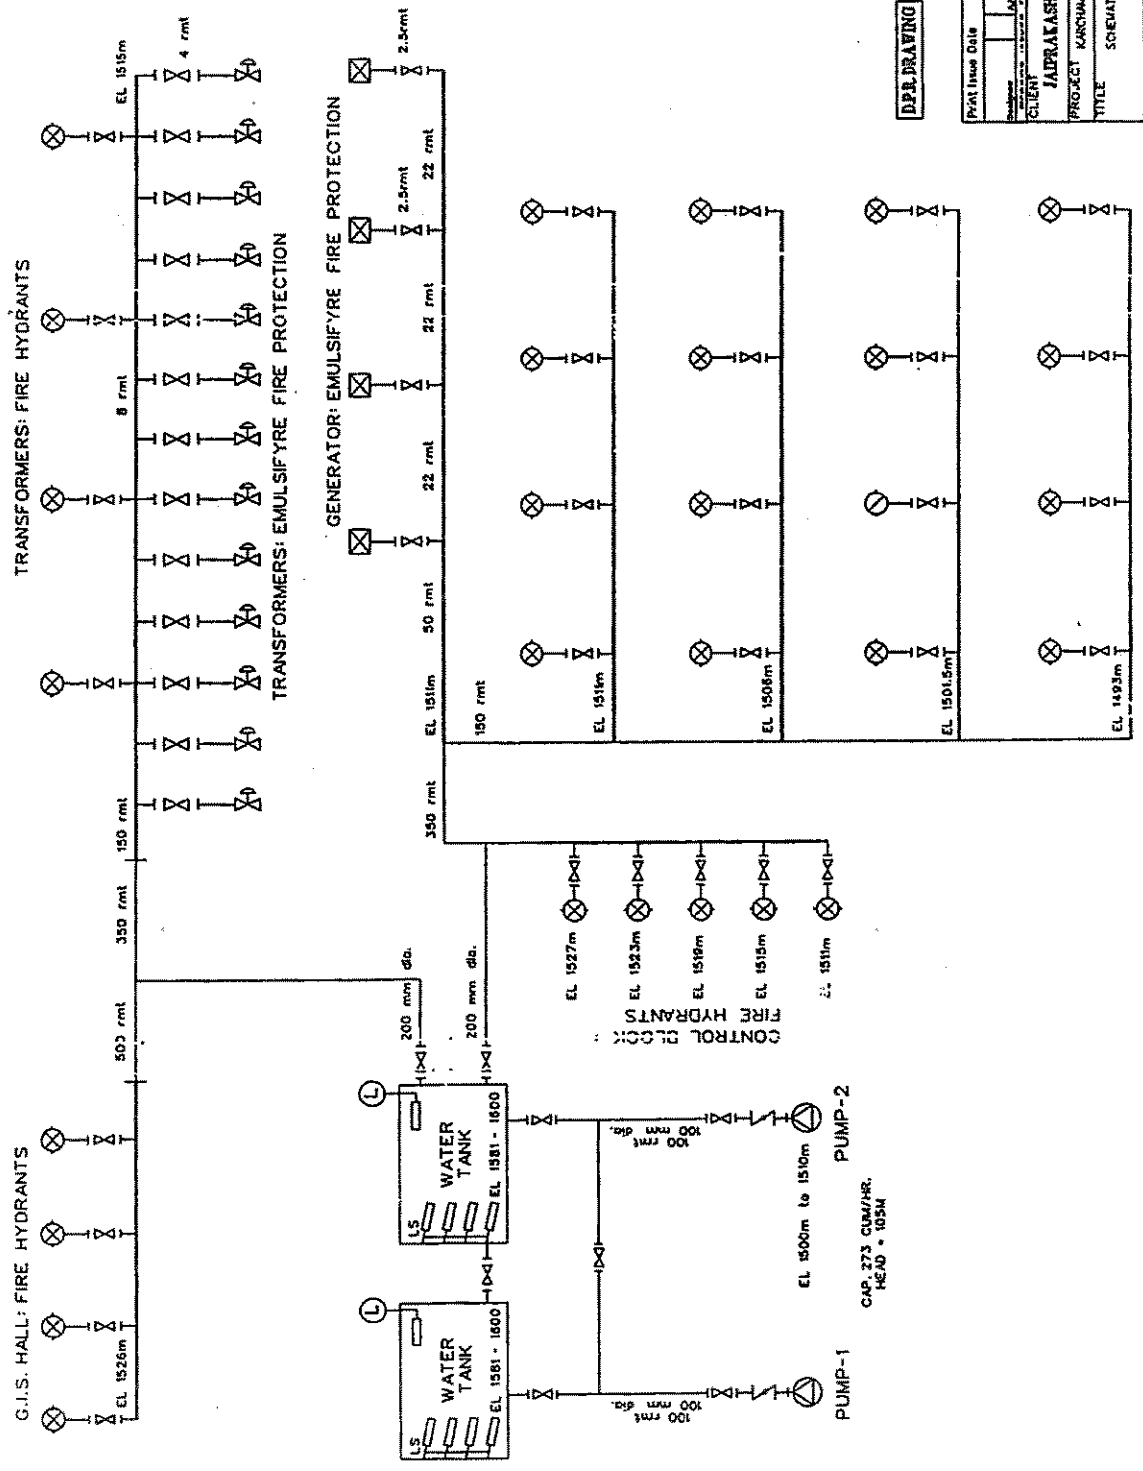 G.I.S. HALL: FIRE HYDRANTS
EL 1526m
500 rmt
350 rmt
150 rmt
TRANSFORMERS: FIRE HYDRANTS
8 rmt
EL 1515m
4 rmt
TRANSFORMERS: EMULSIFYRE FIRE PROTECTION
GENERATOR: EMULSIFYRE FIRE PROTECTION
2.5rmt
2.5rmt
350 rmt
EL 1511m
50 rmt
22 rmt
22 rmt
22 rmt
150 rmt
EL 1511m
EL 1506m
EL 1501.5m
EL 1493m
200 mm dia.
200 mm dia.
EL 1527m
EL 1523m
EL 1519m
EL 1515m
EL 1511m
CONTROL BLOCK :
FIRE HYDRANTS
L
LS
WATER
TANK
EL 1581 - 1600
L
LS
WATER
TANK
EL 1581 - 1600
100 rmt
100 mm dia.
100 rmt
100 mm dia.
PUMP-1
PUMP-2
EL 1500m to 1510m
CAP. 273 CUM/HR.
HEAD = 105M
D.P.R. DRAWING
Print Issue Date
CLIENT
JAIPRAKASH
PROJECT
TITLE